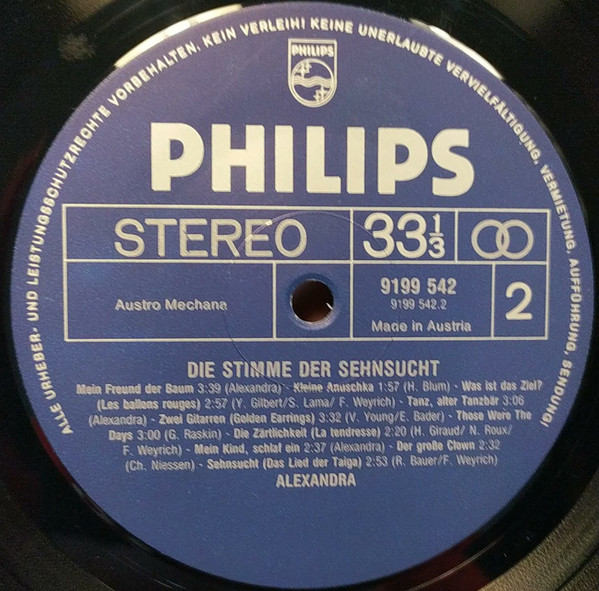 ALLE URHEBER- UND LEISTUNGSSCHUTZRECHTE VORBEHALTEN. KEIN VERLEIH! KEINE UNERLAUBTE VERVIELFÄLTIGUNG, VERMIETUNG, AUFFÜHRUNG, SENDUNG!
PHILIPS
PHILIPS
STEREO
33 1/3
Austro Mechana
9199 542
9199 542.2
Made in Austria
2
DIE STIMME DER SEHNSUCHT
Mein Freund der Baum 3:39 (Alexandra) - Kleine Anuschka 1:57 (H. Blum) - Was ist das Ziel?
(Les ballons rouges) 2:57 (Y. Gilbert/S. Lama/ F. Weyrich) - Tanz, alter Tanzbär 3:06
(Alexandra) - Zwei Gitarren (Golden Earrings) 3:32 (V. Young/E. Bader) - Those Were The
Days 3:00 (G. Raskin) - Die Zärtlichkeit (La tendresse) 2:20 (H. Giraud/ N. Roux/
F. Weyrich) - Mein Kind, schlaf ein 2:37 (Alexandra) - Der große Clown 2:32
(Ch. Niessen) - Sehnsucht (Das Lied der Taiga) 2:53 (R. Bauer/F. Weyrich)
ALEXANDRA